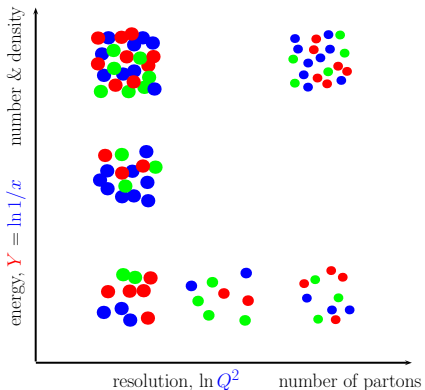 number & density
energy, Y = ln 1/x
resolution, ln Q²
number of partons